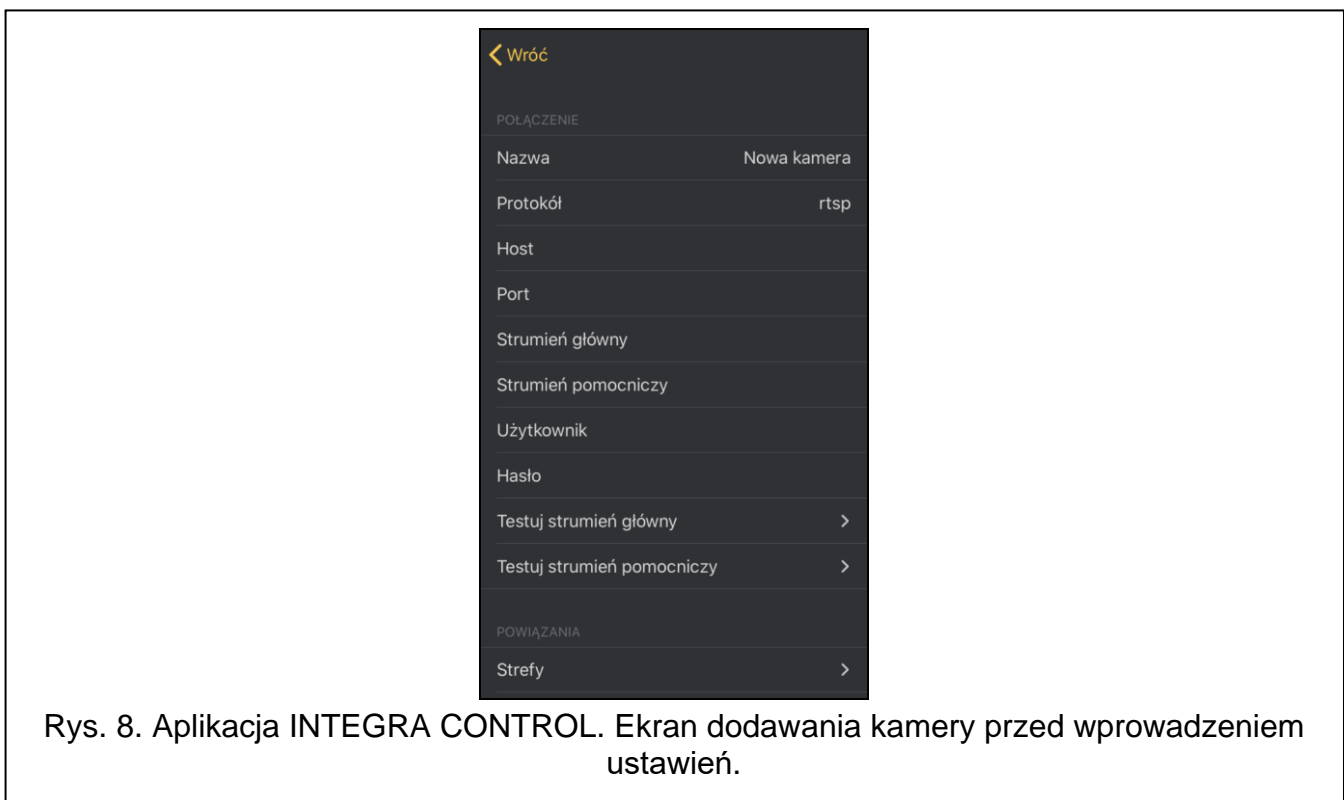 Wróć
POŁĄCZENIE
Nazwa Nowa kamera
Protokół rtsp
Host
Port
Strumień główny
Strumień pomocniczy
Użytkownik
Hasło
Testuj strumień główny
Testuj strumień pomocniczy
POWIĄZANIA
Strefy
Rys. 8. Aplikacja INTEGRA CONTROL. Ekran dodawania kamery przed wprowadzeniem
ustawień.